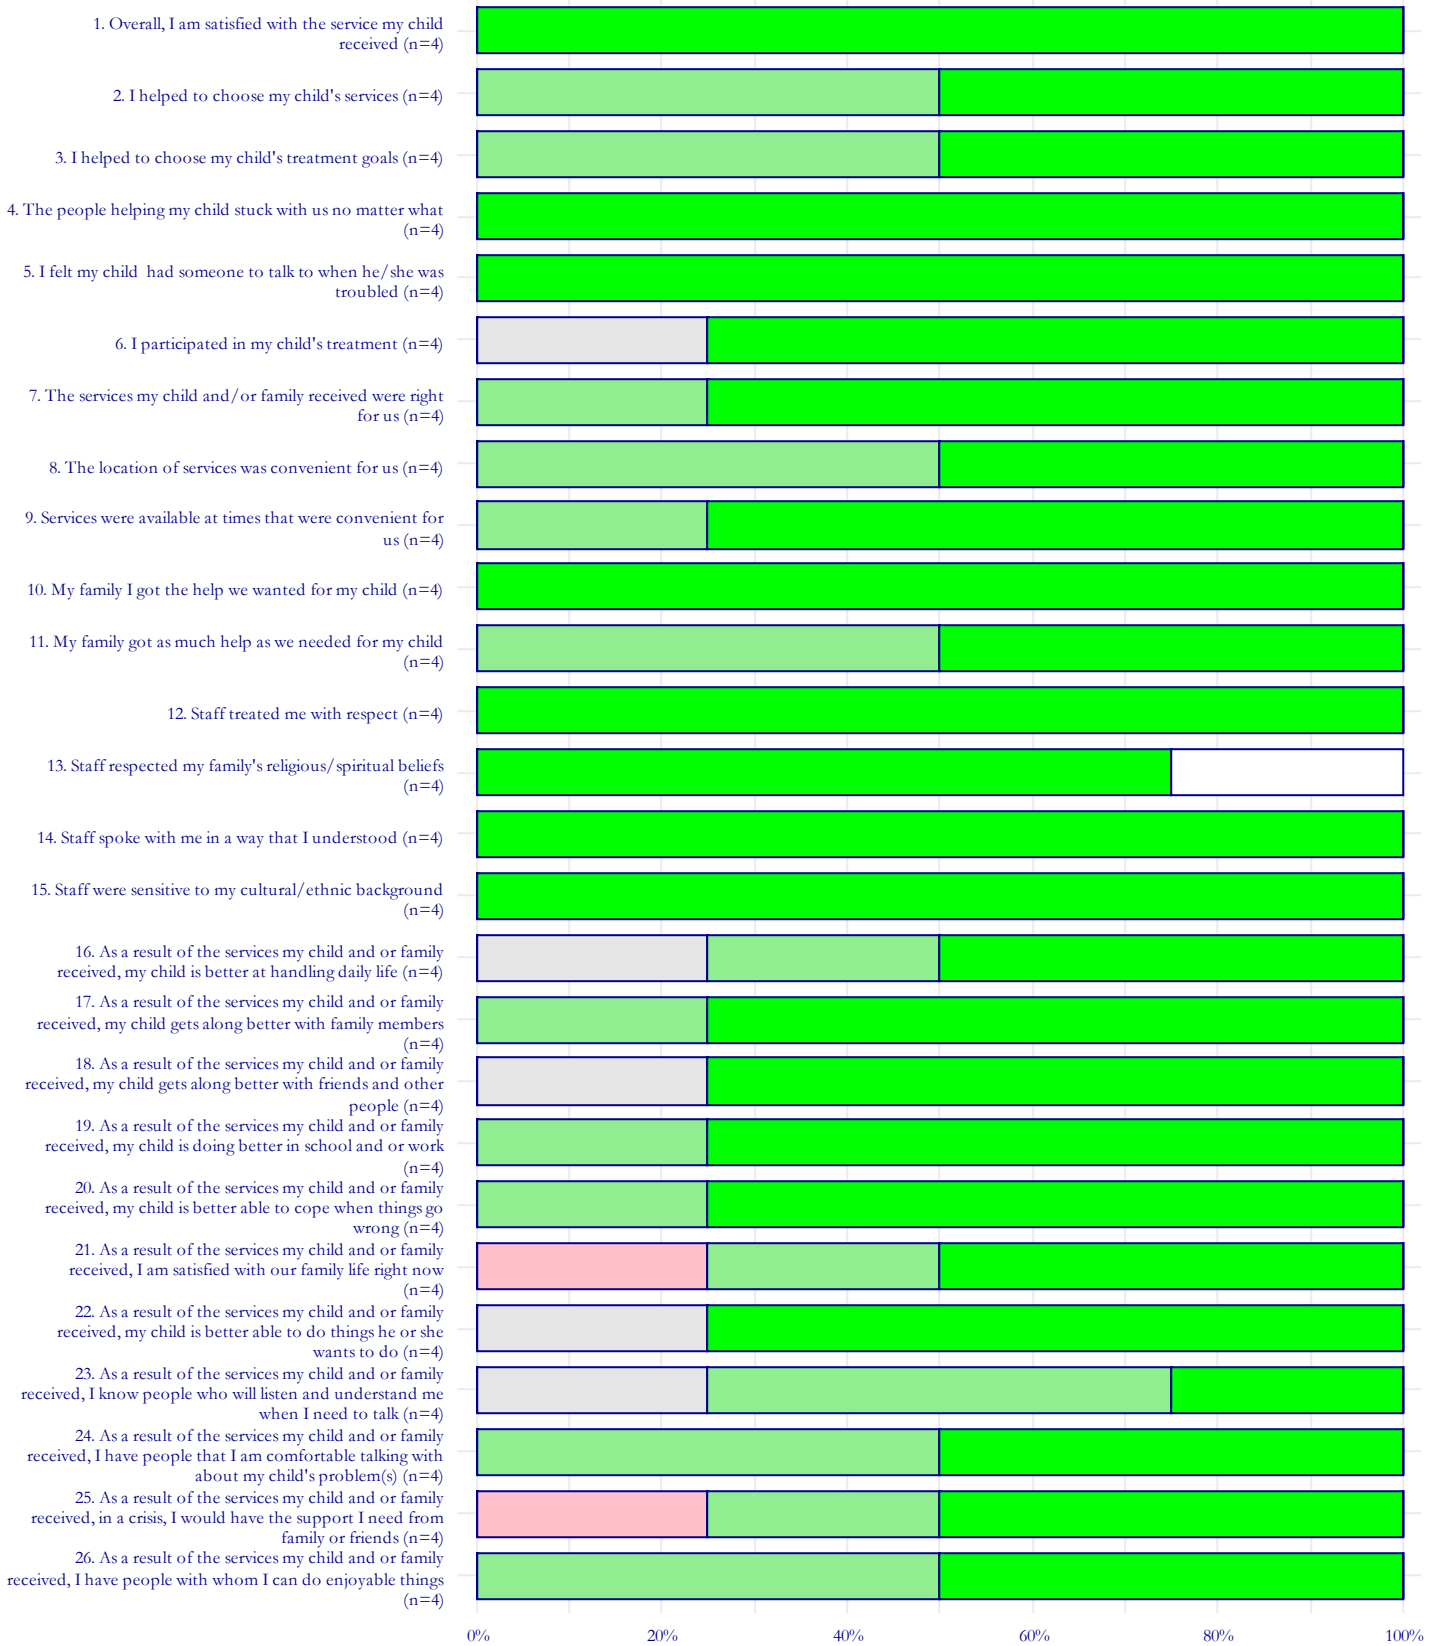 1. Overall, I am satisfied with the service my child
received (n=4)
2. I helped to choose my child's services (n=4)
3. I helped to choose my child's treatment goals (n=4)
4. The people helping my child stuck with us no matter what
(n=4)
5. I felt my child  had someone to talk to when he/she was
troubled (n=4)
6. I participated in my child's treatment (n=4)
7. The services my child and/or family received were right
for us (n=4)
8. The location of services was convenient for us (n=4)
9. Services were available at times that were convenient for
us (n=4)
10. My family I got the help we wanted for my child (n=4)
11. My family got as much help as we needed for my child
(n=4)
12. Staff treated me with respect (n=4)
13. Staff respected my family's religious/spiritual beliefs
(n=4)
14. Staff spoke with me in a way that I understood (n=4)
15. Staff were sensitive to my cultural/ethnic background
(n=4)
16. As a result of the services my child and or family
received, my child is better at handling daily life (n=4)
17. As a result of the services my child and or family
received, my child gets along better with family members
(n=4)
18. As a result of the services my child and or family
received, my child gets along better with friends and other
people (n=4)
19. As a result of the services my child and or family
received, my child is doing better in school and or work
(n=4)
20. As a result of the services my child and or family
received, my child is better able to cope when things go
wrong (n=4)
21. As a result of the services my child and or family
received, I am satisfied with our family life right now
(n=4)
22. As a result of the services my child and or family
received, my child is better able to do things he or she
wants to do (n=4)
23. As a result of the services my child and or family
received, I know people who will listen and understand me
when I need to talk (n=4)
24. As a result of the services my child and or family
received, I have people that I am comfortable talking with
about my child's problem(s) (n=4)
25. As a result of the services my child and or family
received, in a crisis, I would have the support I need from
family or friends (n=4)
26. As a result of the services my child and or family
received, I have people with whom I can do enjoyable things
(n=4)
0% 20% 40% 60% 80% 100%